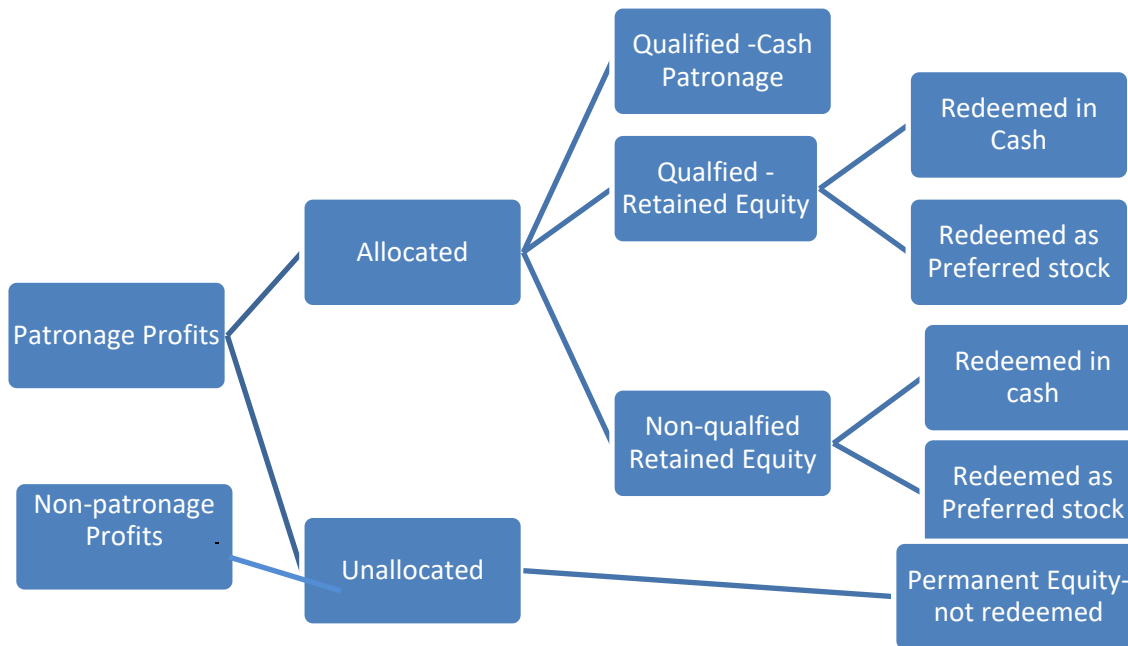 Qualified -Cash
Patronage
Redeemed in
Cash
Qualfied -
Retained Equity
Allocated
Redeemed as
Preferred stock
Patronage Profits
Redeemed in
cash
Non-qualfied
Retained Equity
Redeemed as
Preferred stock
Non-patronage
Profits
-
Unallocated
Permanent Equity-
not redeemed